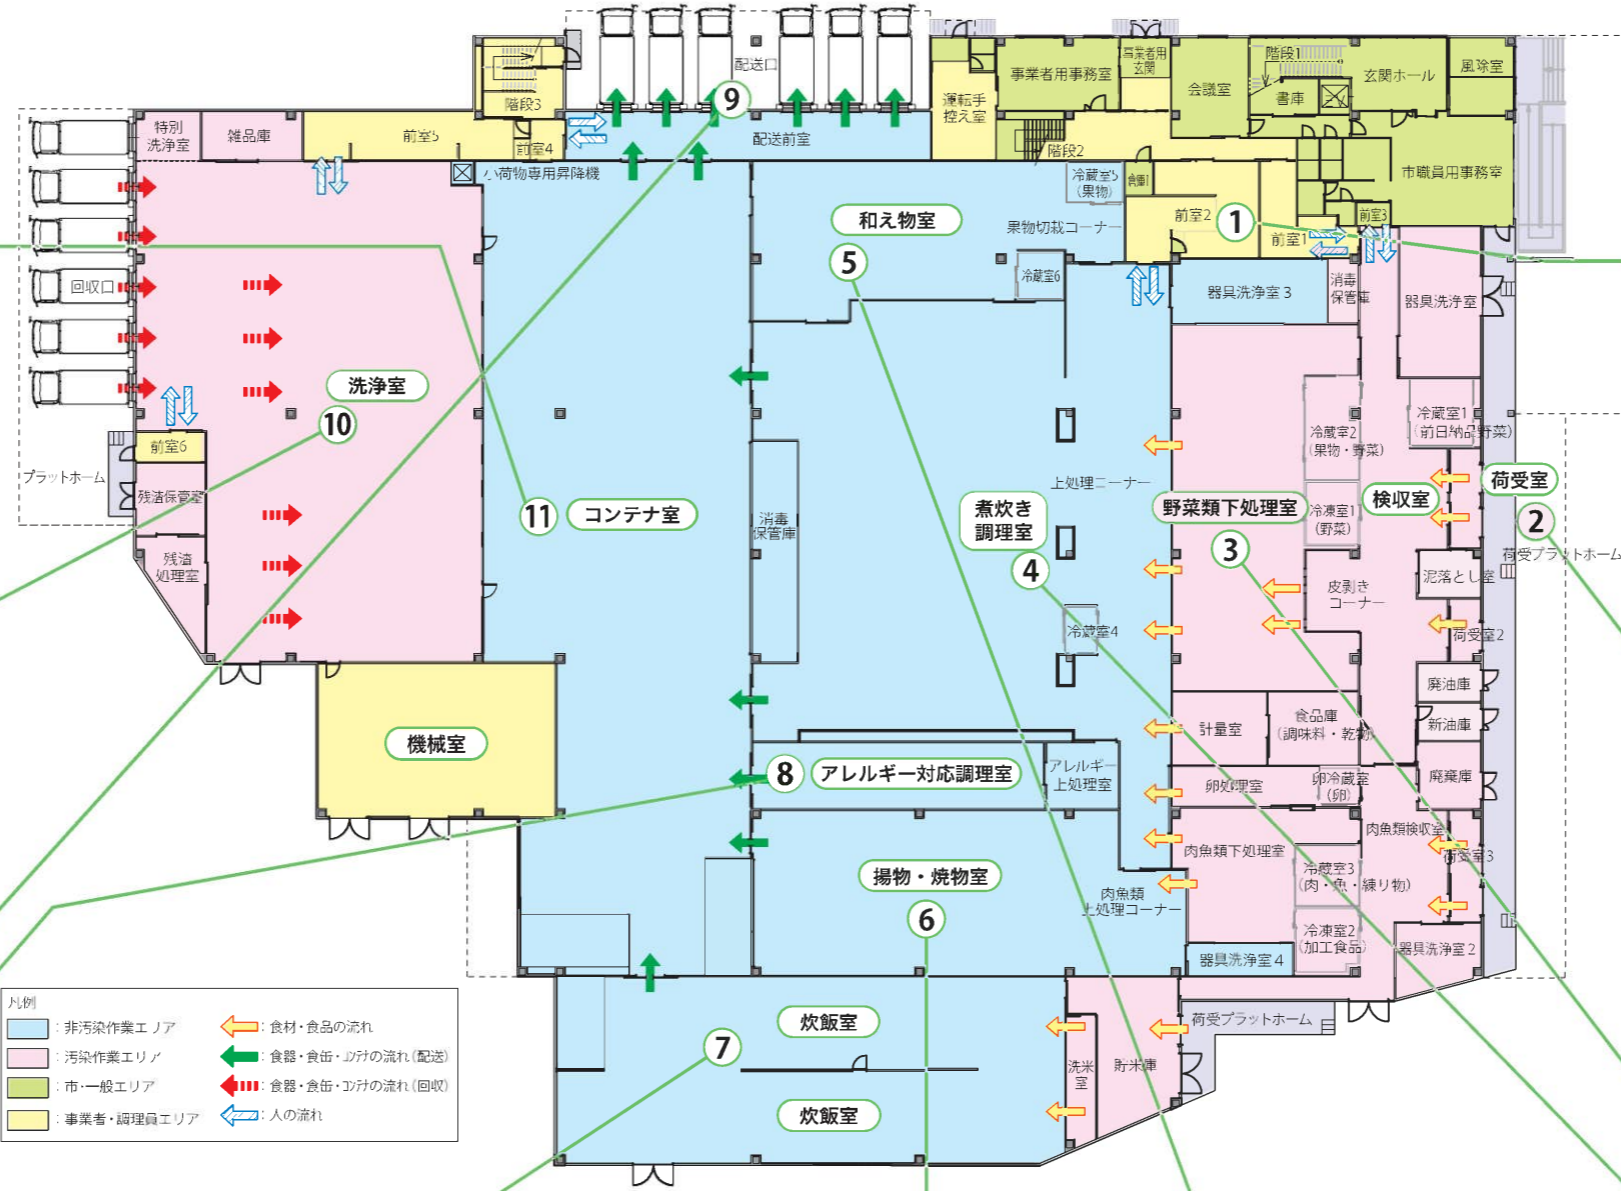 配送口
9
階段3
特別
洗浄室
雑品庫
前室5
前室4
配送前室
小荷物専用昇降機
運転手
控え室
事業者用事務室
事業者用
玄関
会議室
階段1
書庫
玄関ホール
風除室
階段2
市職員用事務室
冷蔵室5
(果物)
倉庫1
和え物室
果物切裁コーナー
5
冷蔵室6
前室2
1
前室1
前室3
器具洗浄室3
消毒
保管庫
器具洗浄室
回収口
洗浄室
10
前室6
プラットホーム
残渣保管室
残渣
処理室
11
コンテナ室
消毒
保管庫
煮炊き
調理室
4
上処理コーナー
冷蔵室4
野菜類下処理室
3
冷蔵室2
(果物・野菜)
冷凍室1
(野菜)
冷蔵室1
(前日納品野菜)
検収室
荷受室
2
荷受プラットホーム
泥落とし室
皮剥き
コーナー
荷受室2
廃油庫
新油庫
廃棄庫
計量室
食品庫
(調味料・乾物)
機械室
8
アレルギー対応調理室
アレルギー
上処理室
卵処理室
卵冷蔵室
(卵)
肉魚類検収室
荷受室3
肉魚類下処理室
冷蔵室3
(肉・魚・練り物)
揚物・焼物室
6
肉魚類
上処理コーナー
冷凍室2
(加工食品)
器具洗浄室4
器具洗浄室2
荷受プラットホーム
炊飯室
7
炊飯室
洗米
室
貯米庫
凡例
:非汚染作業エリア
:汚染作業エリア
:市・一般エリア
:事業者・調理員エリア
:食材・食品の流れ
:食器・食缶・コンテナの流れ(配送)
:食器・食缶・コンテナの流れ(回収)
:人の流れ